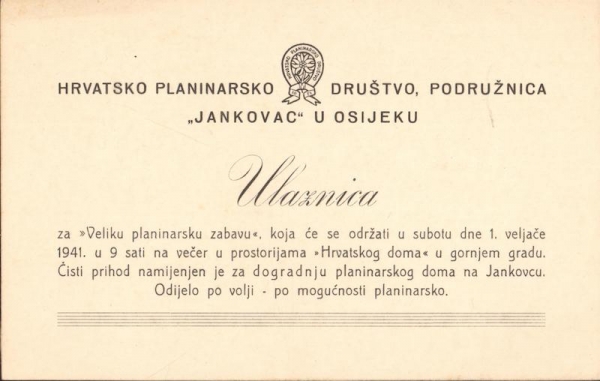 HRVATSKO PLANINARSKO DRUŠTVO, PODRUŽNICA
„JANKOVAC“ U OSIJEKU
Ulaznica
za »Veliku planinarsku zabavu«, koja će se održati u subotu dne 1. veljače
1941. u 9 sati na večer u prostorijama »Hrvatskog doma« u gornjem gradu.
Čisti prihod namijenjen je za dogradnju planinarskog doma na Jankovcu.
Odijelo po volji - po mogućnosti planinarsko.